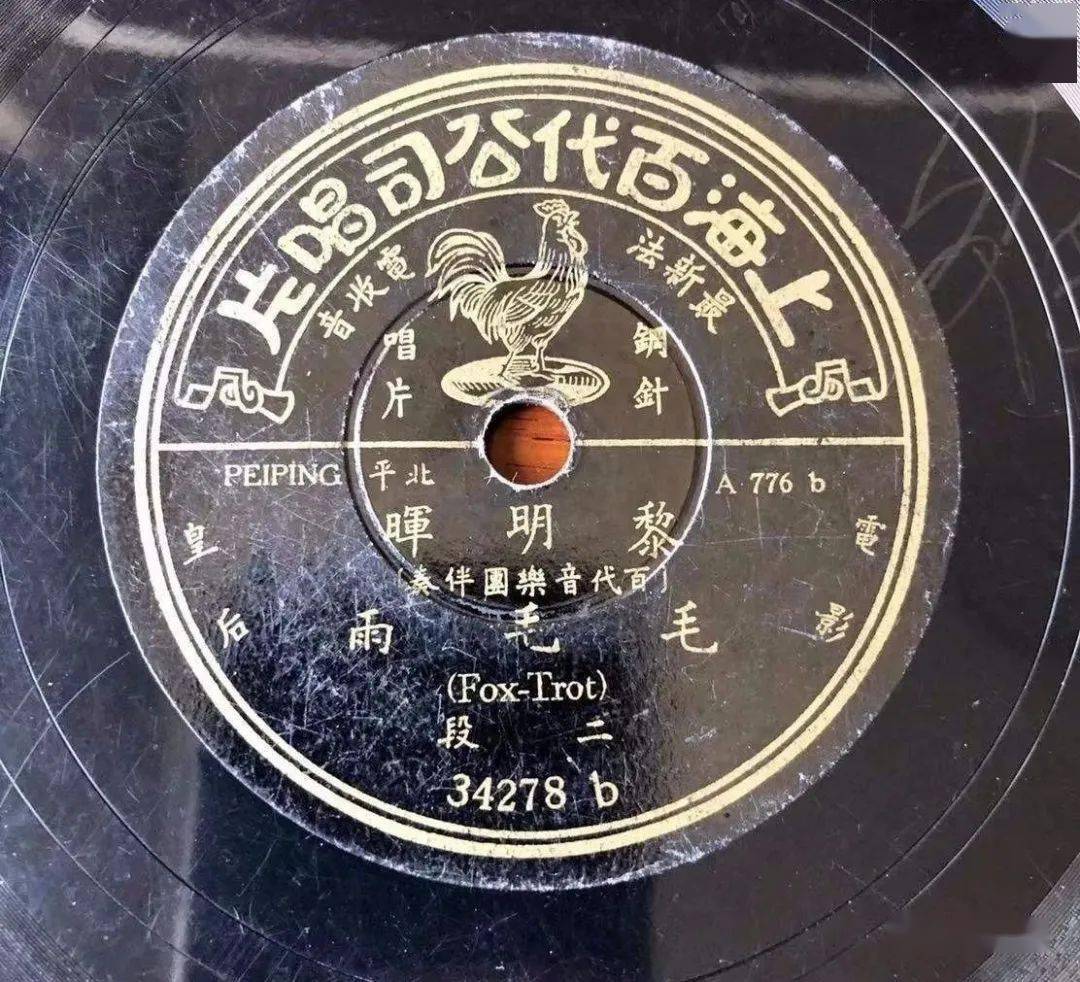 上海百代公司唱片
最新法
電收音
鋼針
唱片
PEIPING 北平
A 776 b
電影
皇后
黎明暉
(百代音樂團伴奏)
毛毛雨
(Fox-Trot)
二段
34278 b